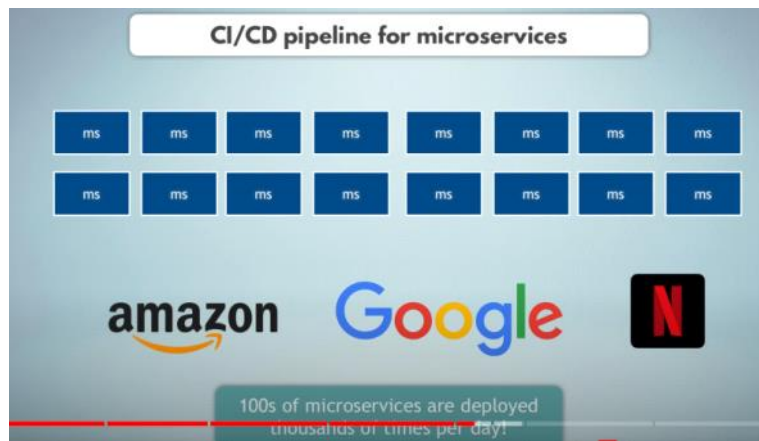 CI/CD pipeline for microservices
ms ms ms ms ms ms ms ms
ms ms ms ms ms ms ms ms
amazon Google N
100s of microservices are deployed
thousands of times per day!